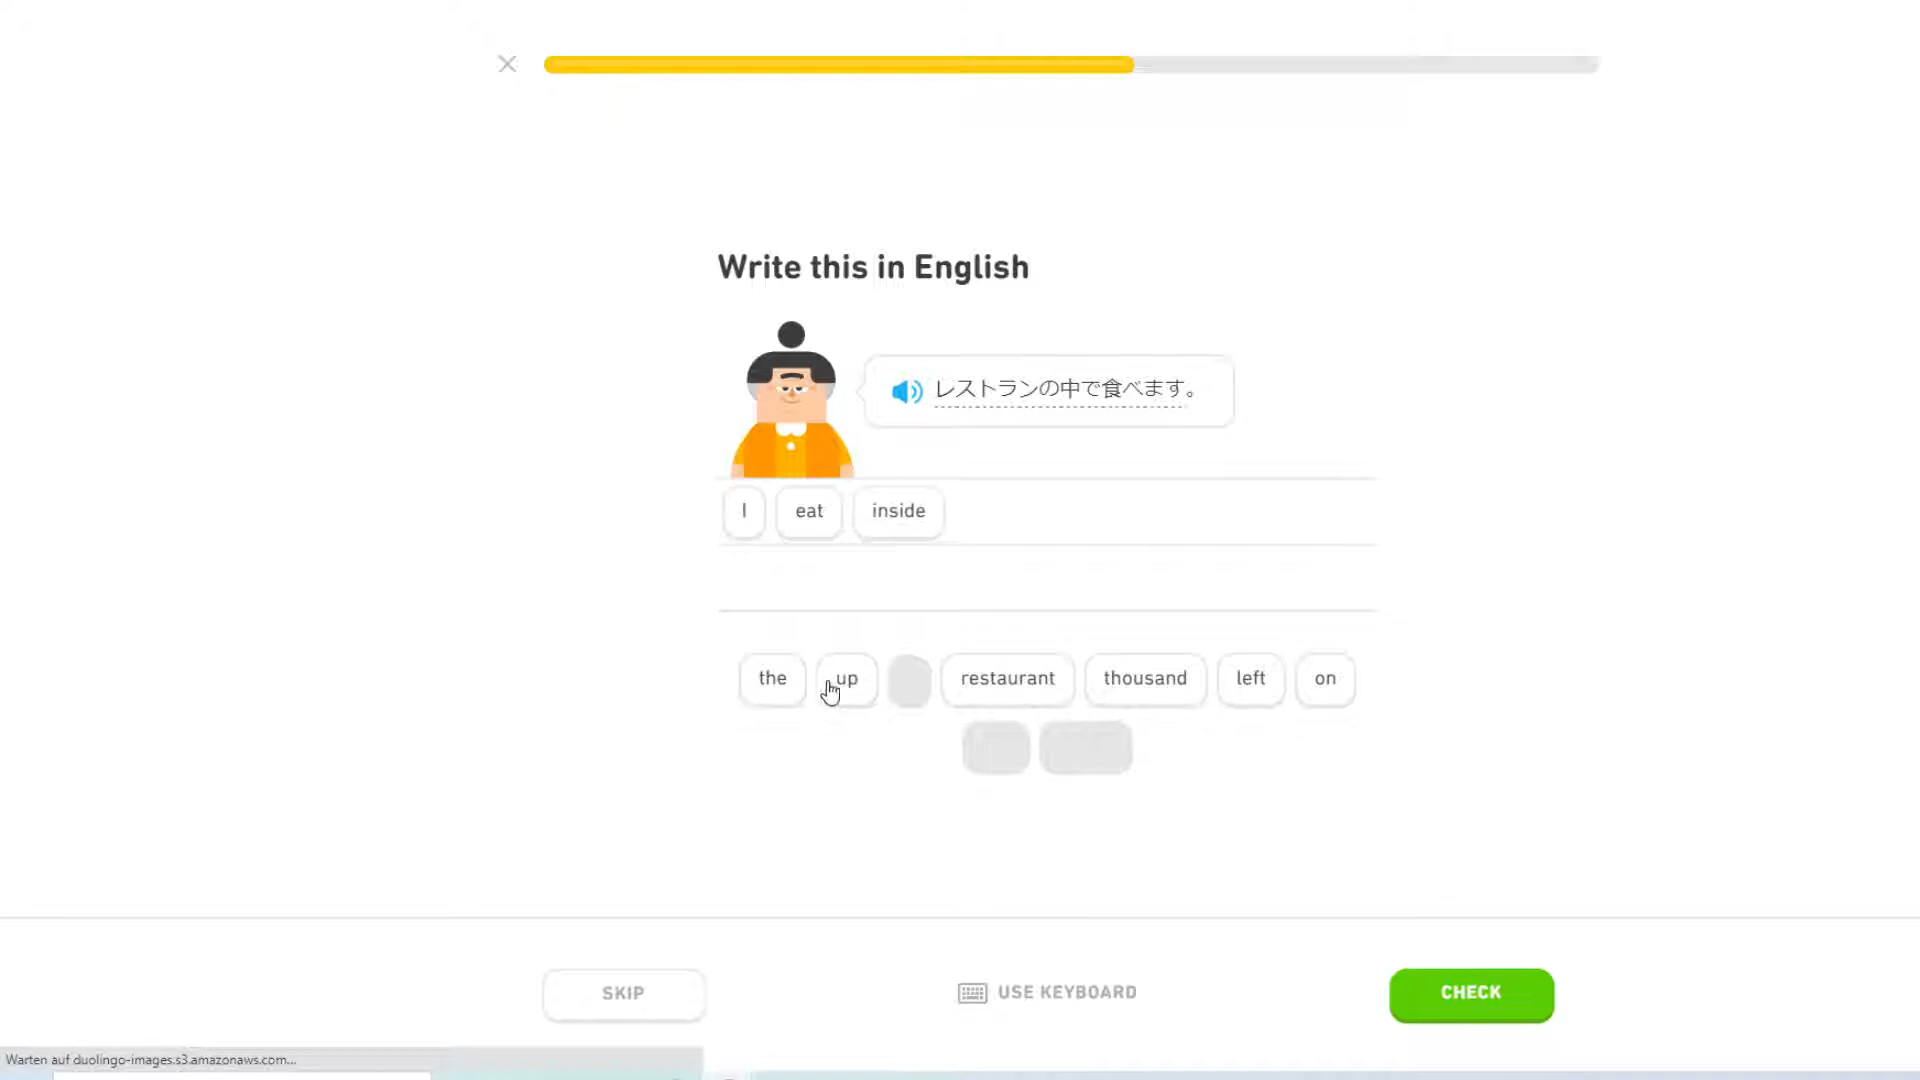 Write this in English
レストランの中で食べます。
I eat inside
the up restaurant thousand left on
SKIP USE KEYBOARD CHECK
Warten auf duolingo-images.s3.amazonaws.com...